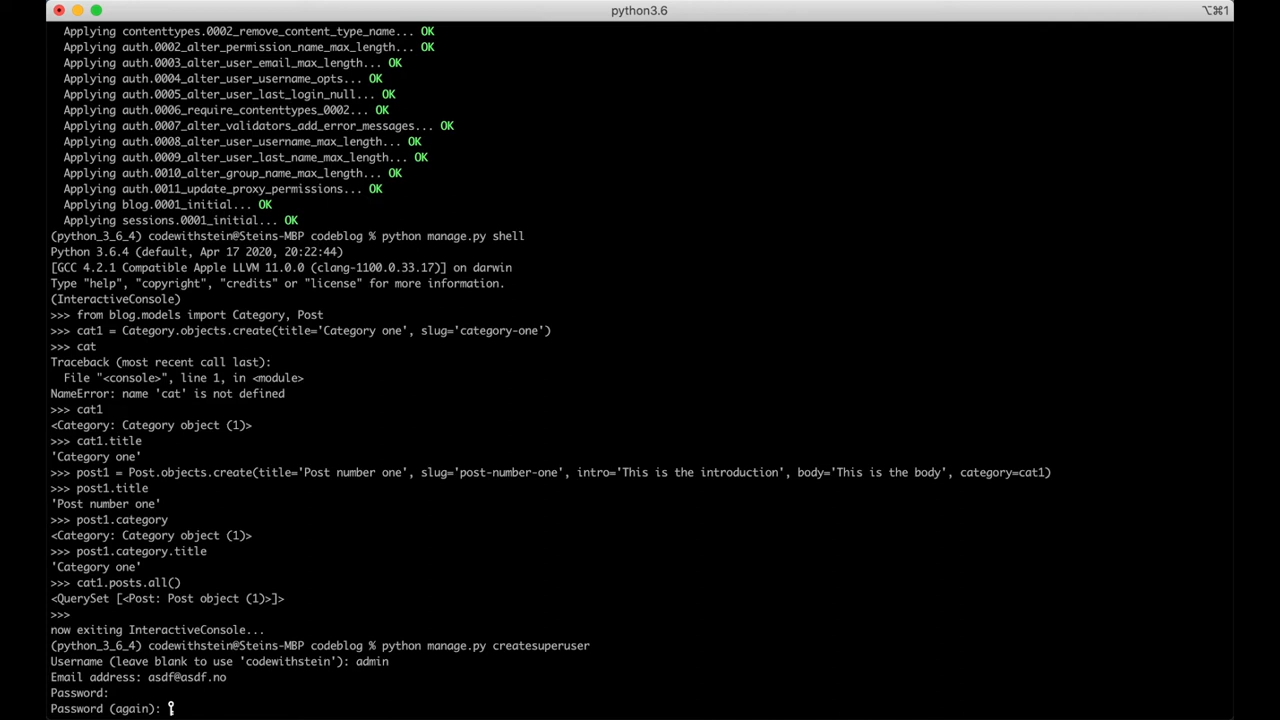 python3.6
⌥⌘1
Applying contenttypes.0002_remove_content_type_name... OK
Applying auth.0002_alter_permission_name_max_length... OK
Applying auth.0003_alter_user_email_max_length... OK
Applying auth.0004_alter_user_username_opts... OK
Applying auth.0005_alter_user_last_login_null... OK
Applying auth.0006_require_contenttypes_0002... OK
Applying auth.0007_alter_validators_add_error_messages... OK
Applying auth.0008_alter_user_username_max_length... OK
Applying auth.0009_alter_user_last_name_max_length... OK
Applying auth.0010_alter_group_name_max_length... OK
Applying auth.0011_update_proxy_permissions... OK
Applying blog.0001_initial... OK
Applying sessions.0001_initial... OK
(python_3_6_4) codewithstein@Steins-MBP codeblog % python manage.py shell
Python 3.6.4 (default, Apr 17 2020, 20:22:44)
[GCC 4.2.1 Compatible Apple LLVM 11.0.0 (clang-1100.0.33.17)] on darwin
Type "help", "copyright", "credits" or "license" for more information.
(InteractiveConsole)
>>> from blog.models import Category, Post
>>> cat1 = Category.objects.create(title='Category one', slug='category-one')
>>> cat
Traceback (most recent call last):
File "<console>", line 1, in <module>
NameError: name 'cat' is not defined
>>> cat1
<Category: Category object (1)>
>>> cat1.title
'Category one'
>>> post1 = Post.objects.create(title='Post number one', slug='post-number-one', intro='This is the introduction', body='This is the body', category=cat1)
>>> post1.title
'Post number one'
>>> post1.category
<Category: Category object (1)>
>>> post1.category.title
'Category one'
>>> cat1.posts.all()
<QuerySet [<Post: Post object (1)>]>
>>>
now exiting InteractiveConsole...
(python_3_6_4) codewithstein@Steins-MBP codeblog % python manage.py createsuperuser
Username (leave blank to use 'codewithstein'): admin
Email address: asdf@asdf.no
Password:
Password (again):